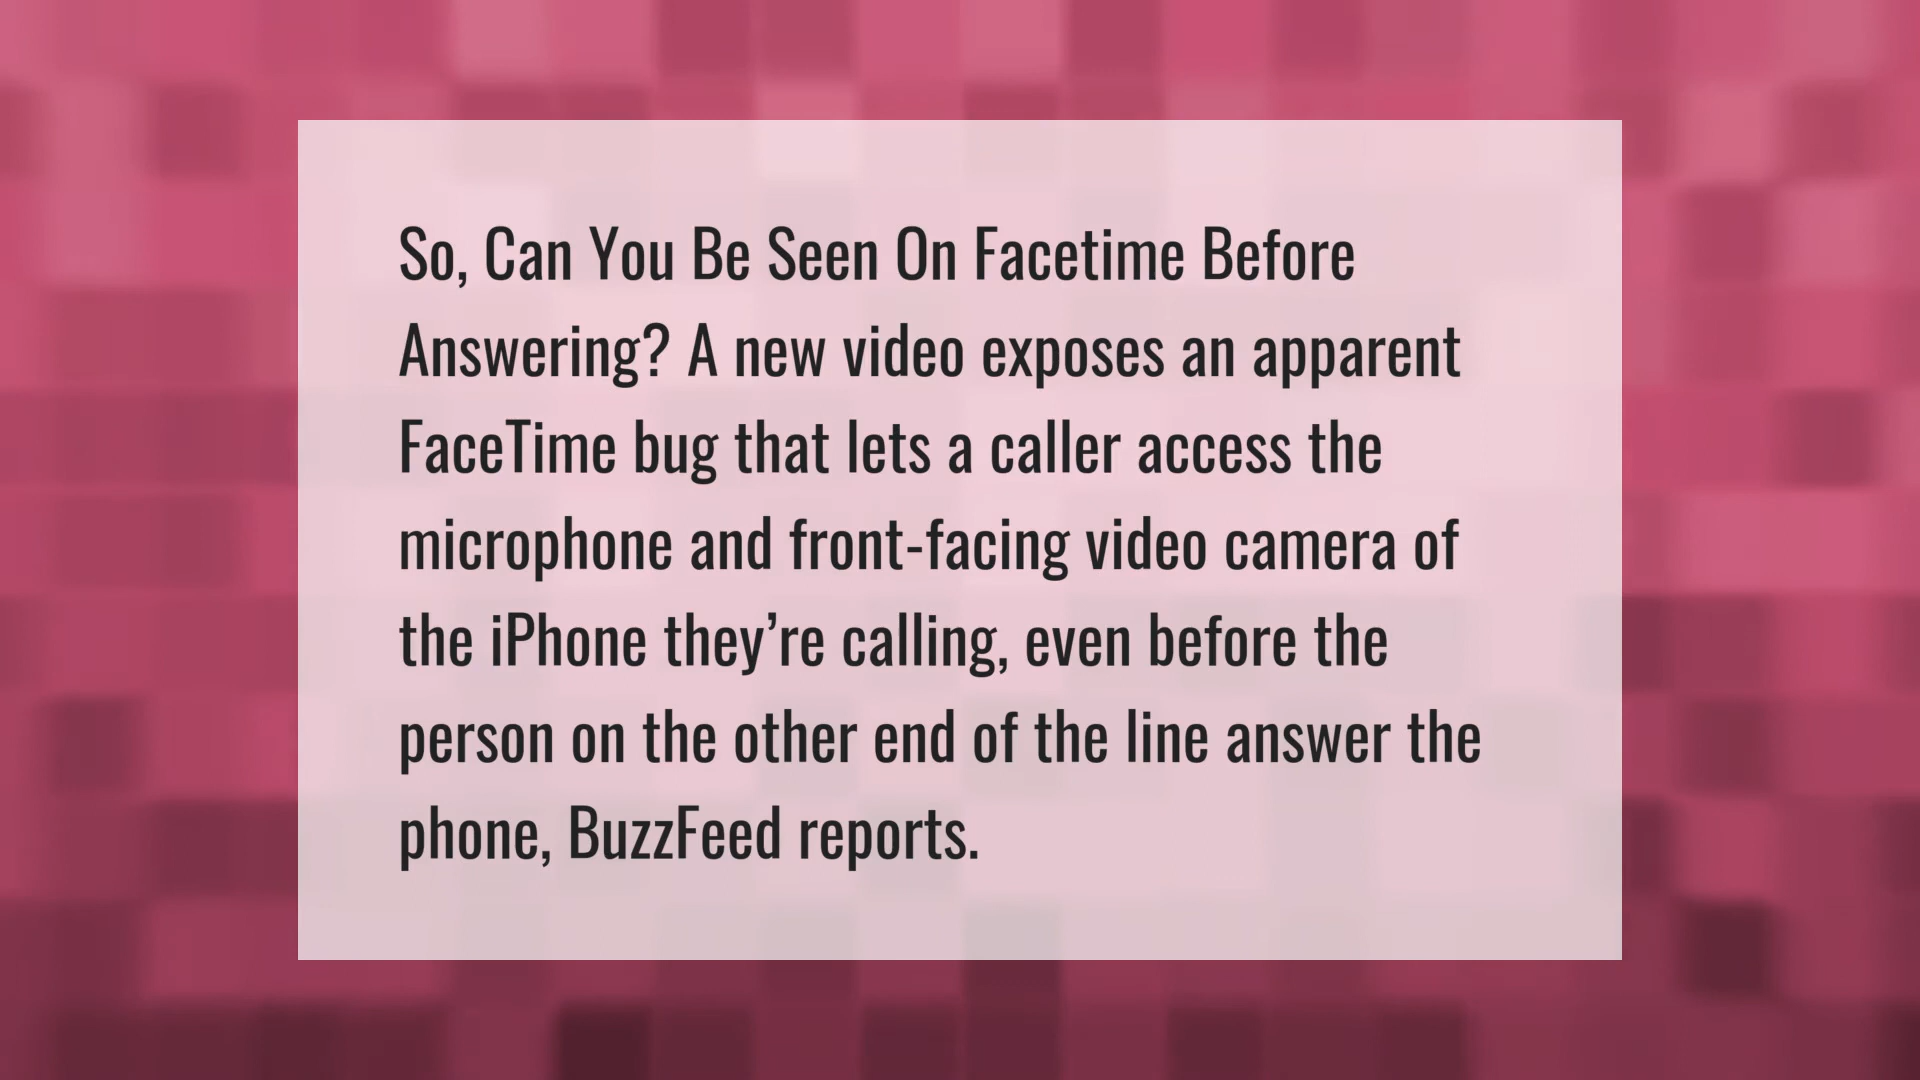 So, Can You Be Seen On Facetime Before
Answering? A new video exposes an apparent
FaceTime bug that lets a caller access the
microphone and front-facing video camera of
the iPhone they’re calling, even before the
person on the other end of the line answer the
phone, BuzzFeed reports.